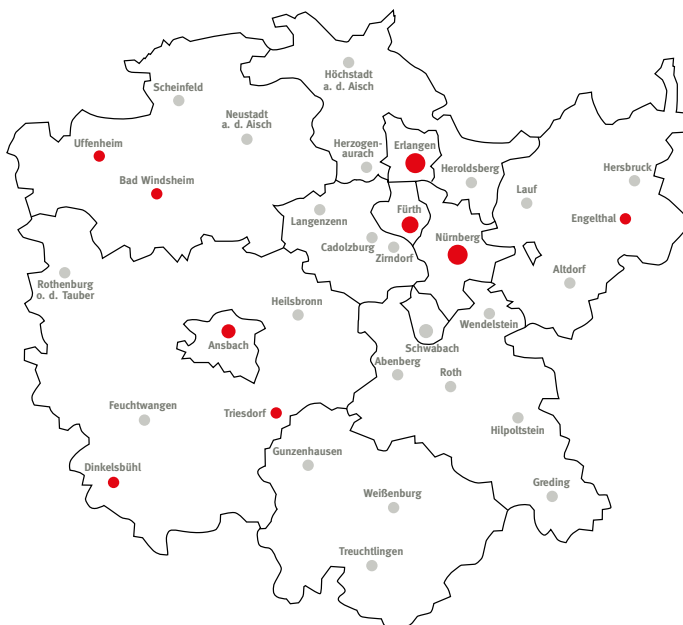 Höchstadt
a. d. Aisch
Scheinfeld
Neustadt
a. d. Aisch
Uffenheim
Bad Windsheim
Herzogen-
aurach
Erlangen
Heroldsberg
Hersbruck
Lauf
Engelthal
Langenzenn
Fürth
Cadolzburg
Zirndorf
Nürnberg
Altdorf
Rothenburg
o. d. Tauber
Heilsbronn
Ansbach
Wendelstein
Schwabach
Abenberg
Roth
Feuchtwangen
Triesdorf
Hilpoltstein
Gunzenhausen
Dinkelsbühl
Weißenburg
Greding
Treuchtlingen